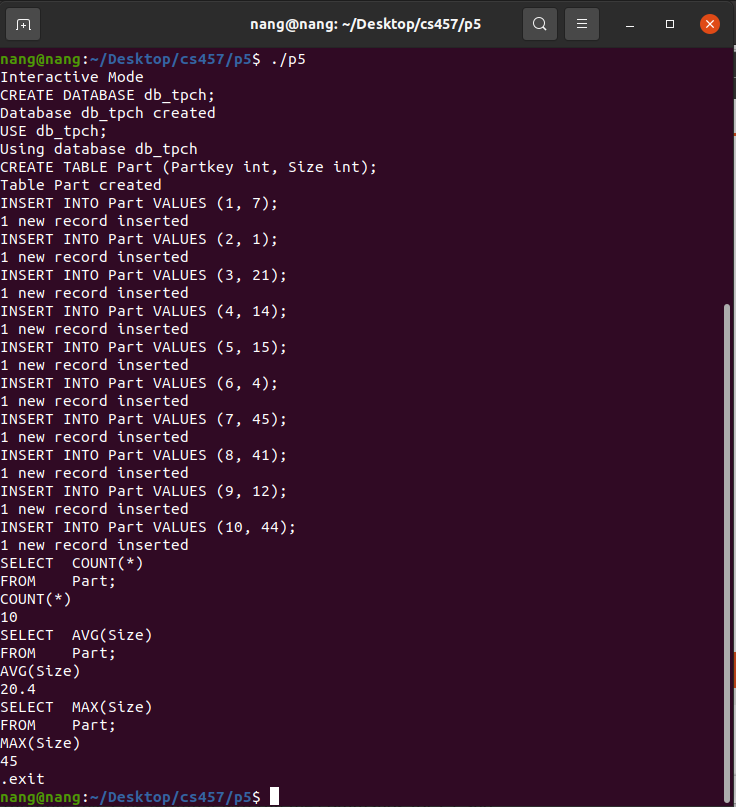 nang@nang: ~/Desktop/cs457/p5
nang@nang:~/Desktop/cs457/p5$ ./p5
Interactive Mode
CREATE DATABASE db_tpch;
Database db_tpch created
USE db_tpch;
Using database db_tpch
CREATE TABLE Part (Partkey int, Size int);
Table Part created
INSERT INTO Part VALUES (1, 7);
1 new record inserted
INSERT INTO Part VALUES (2, 1);
1 new record inserted
INSERT INTO Part VALUES (3, 21);
1 new record inserted
INSERT INTO Part VALUES (4, 14);
1 new record inserted
INSERT INTO Part VALUES (5, 15);
1 new record inserted
INSERT INTO Part VALUES (6, 4);
1 new record inserted
INSERT INTO Part VALUES (7, 45);
1 new record inserted
INSERT INTO Part VALUES (8, 41);
1 new record inserted
INSERT INTO Part VALUES (9, 12);
1 new record inserted
INSERT INTO Part VALUES (10, 44);
1 new record inserted
SELECT  COUNT(*)
FROM    Part;
COUNT(*)
10
SELECT  AVG(Size)
FROM    Part;
AVG(Size)
20.4
SELECT  MAX(Size)
FROM    Part;
MAX(Size)
45
.exit
nang@nang:~/Desktop/cs457/p5$